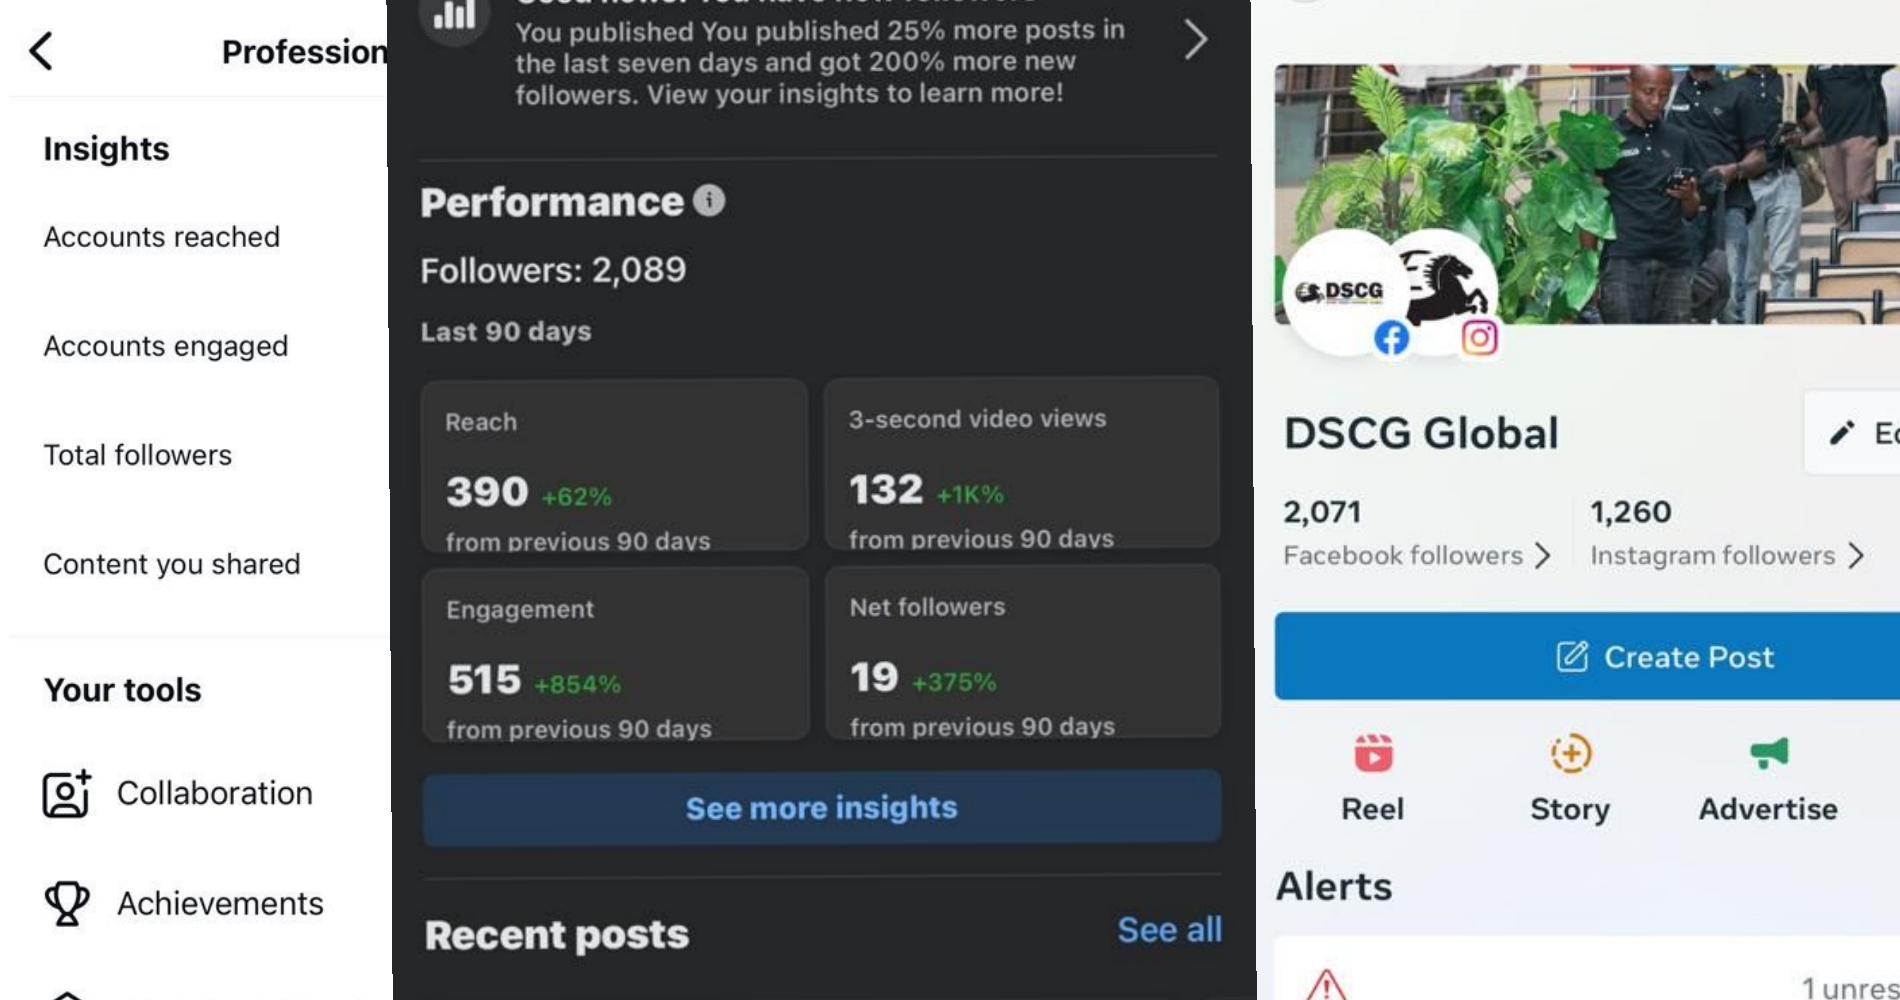 Profession
Insights
Accounts reached
Accounts engaged
Total followers
Content you shared
Your tools
Collaboration
Achievements
You published You published 25% more posts in
the last seven days and got 200% more new
followers. View your insights to learn more!
Performance
Followers: 2,089
Last 90 days
Reach
390 +62%
from previous 90 days
3-second video views
132 +1K%
from previous 90 days
Engagement
515 +854%
from previous 90 days
Net followers
19 +375%
from previous 90 days
See more insights
Recent posts
See all
DSCG
DSCG Global
Ed
2,071
Facebook followers
1,260
Instagram followers
Create Post
Reel
Story
Advertise
Alerts
1 unres